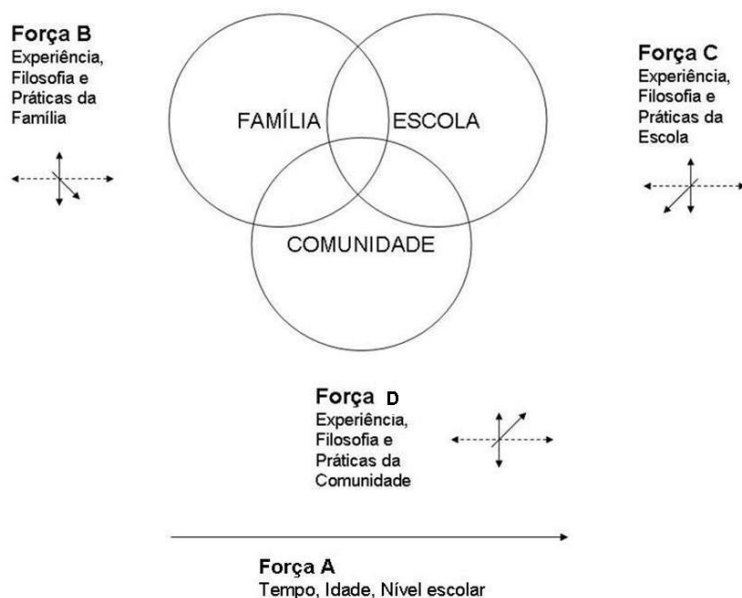 Força B
Experiência,
Filosofia e
Práticas da
Família
FAMÍLIA
ESCOLA
COMUNIDADE
Força C
Experiência,
Filosofia e
Práticas da
Escola
Força D
Experiência,
Filosofia e
Práticas da
Comunidade
Força A
Tempo, Idade, Nível escolar